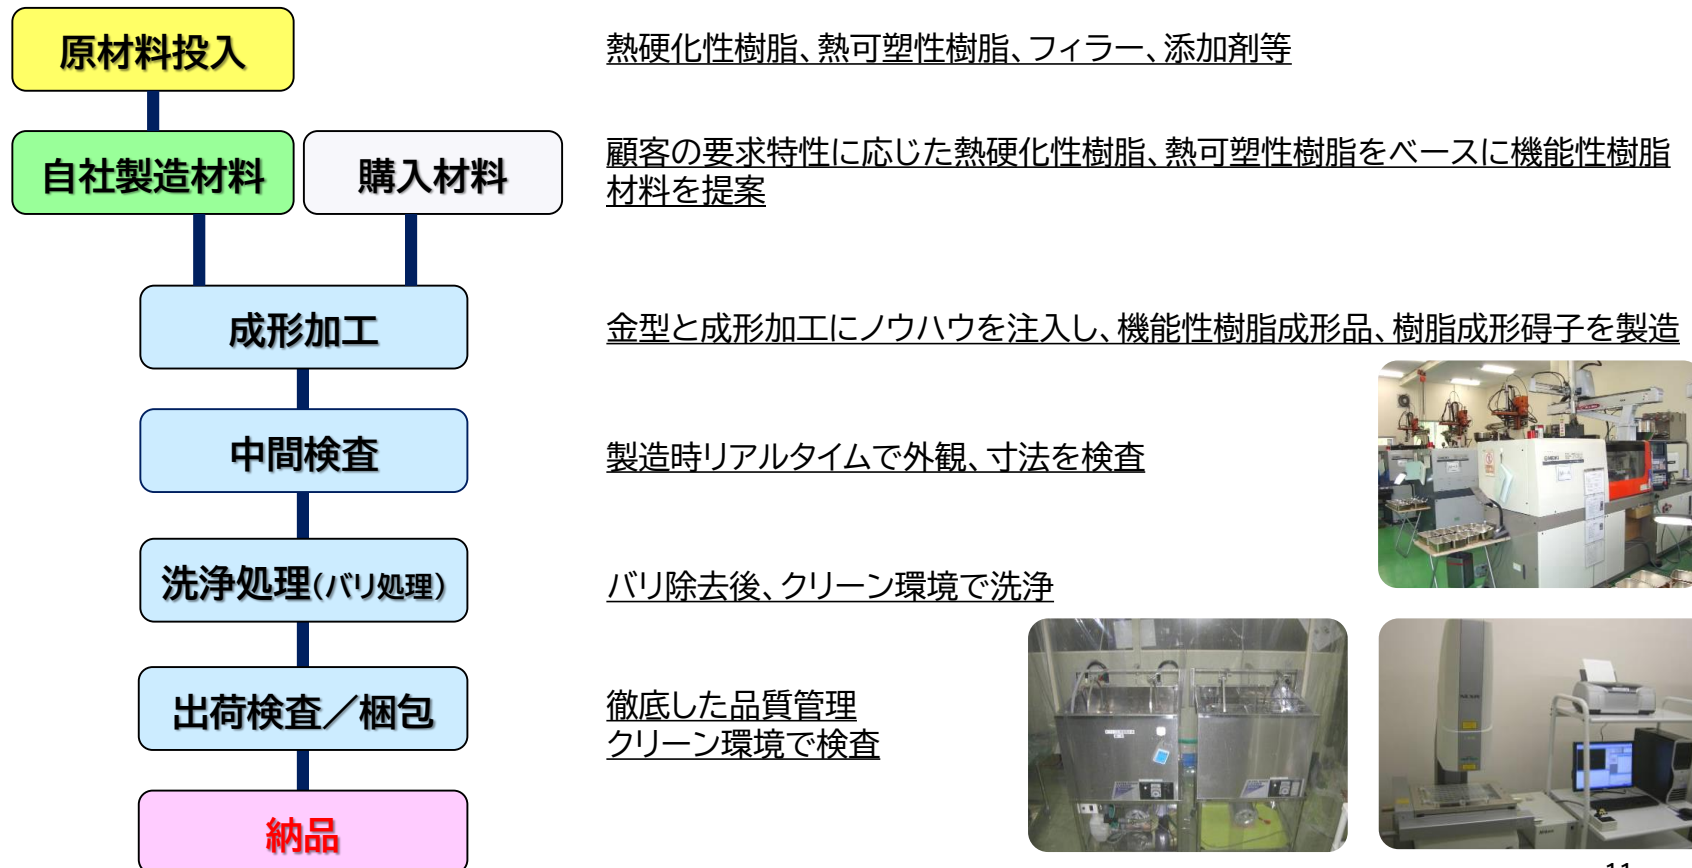 原材料投入
熱硬化性樹脂、熱可塑性樹脂、フィラー、添加剤等
自社製造材料
購入材料
顧客の要求特性に応じた熱硬化性樹脂、熱可塑性樹脂をベースに機能性樹脂
材料を提案
成形加工
金型と成形加工にノウハウを注入し、機能性樹脂成形品、樹脂成形碍子を製造
中間検査
製造時リアルタイムで外観、寸法を検査
洗浄処理(バリ処理)
バリ除去後、クリーン環境で洗浄
出荷検査／梱包
徹底した品質管理
クリーン環境で検査
納品